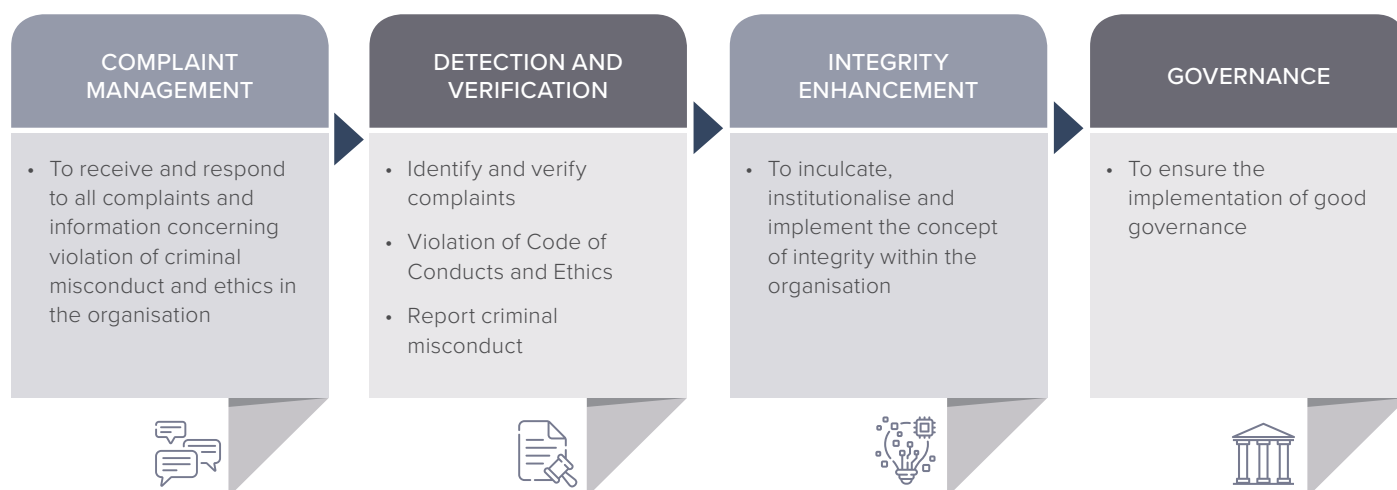 COMPLAINT
MANAGEMENT
• To receive and respond
to all complaints and
information concerning
violation of criminal
misconduct and ethics in
the organisation
DETECTION AND
VERIFICATION
• Identify and verify
complaints
• Violation of Code of
Conducts and Ethics
• Report criminal
misconduct
INTEGRITY
ENHANCEMENT
• To inculcate,
institutionalise and
implement the concept
of integrity within the
organisation
GOVERNANCE
• To ensure the
implementation of good
governance